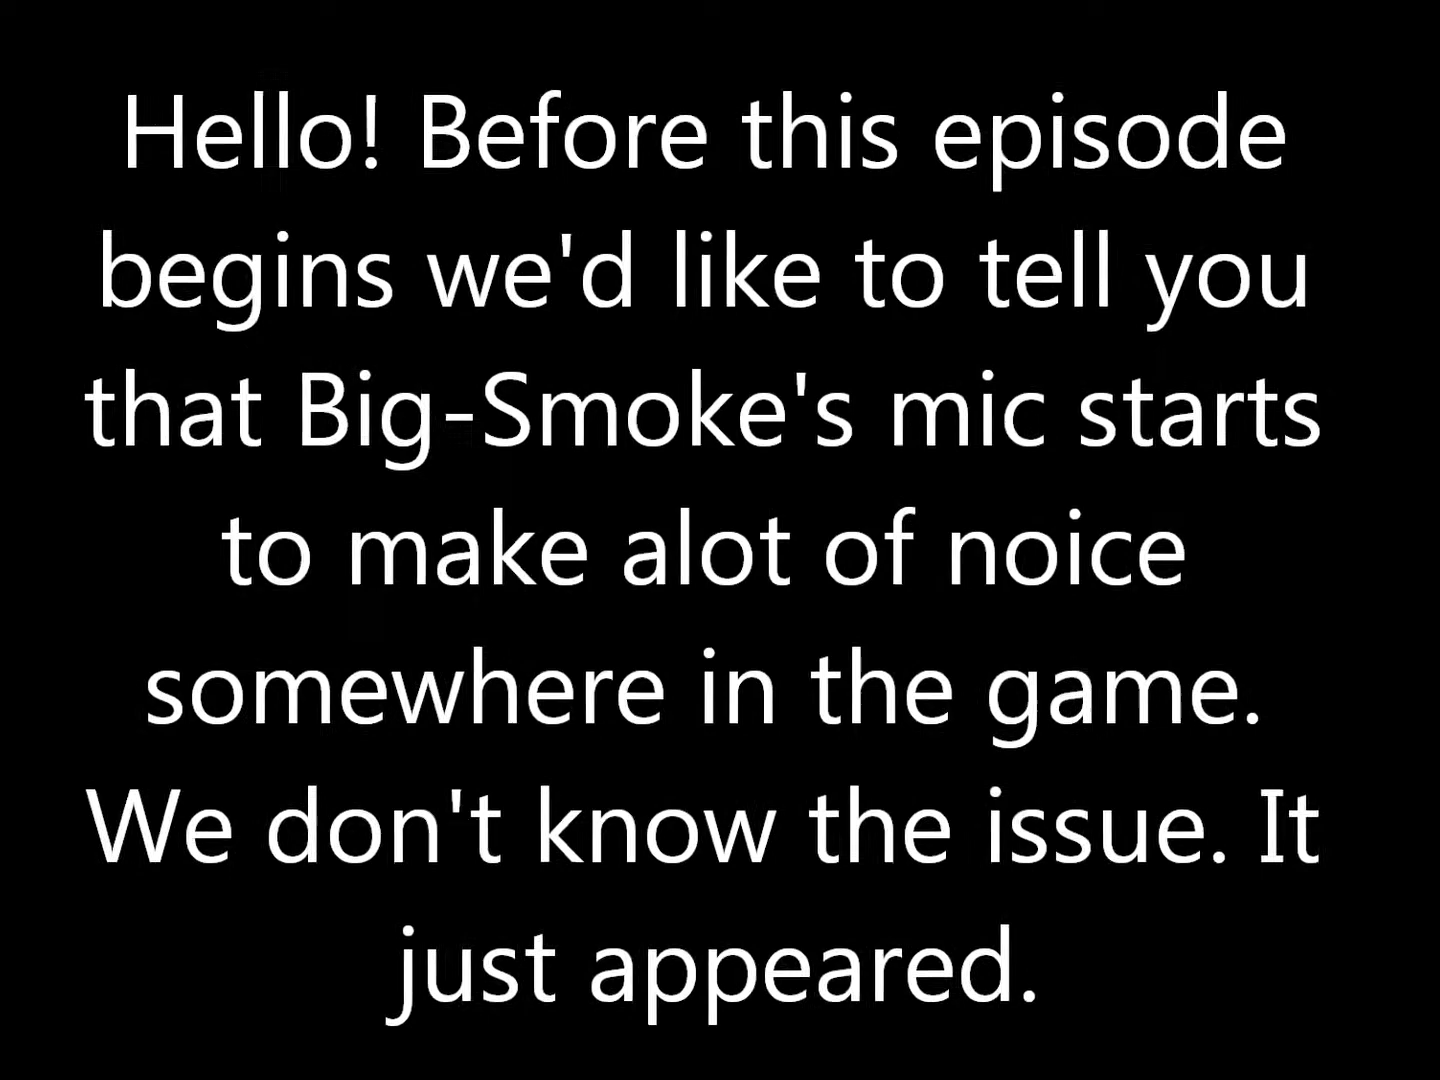 Hello! Before this episode
begins we'd like to tell you
that Big-Smoke's mic starts
to make alot of noice
somewhere in the game.
We don't know the issue. It
just appeared.